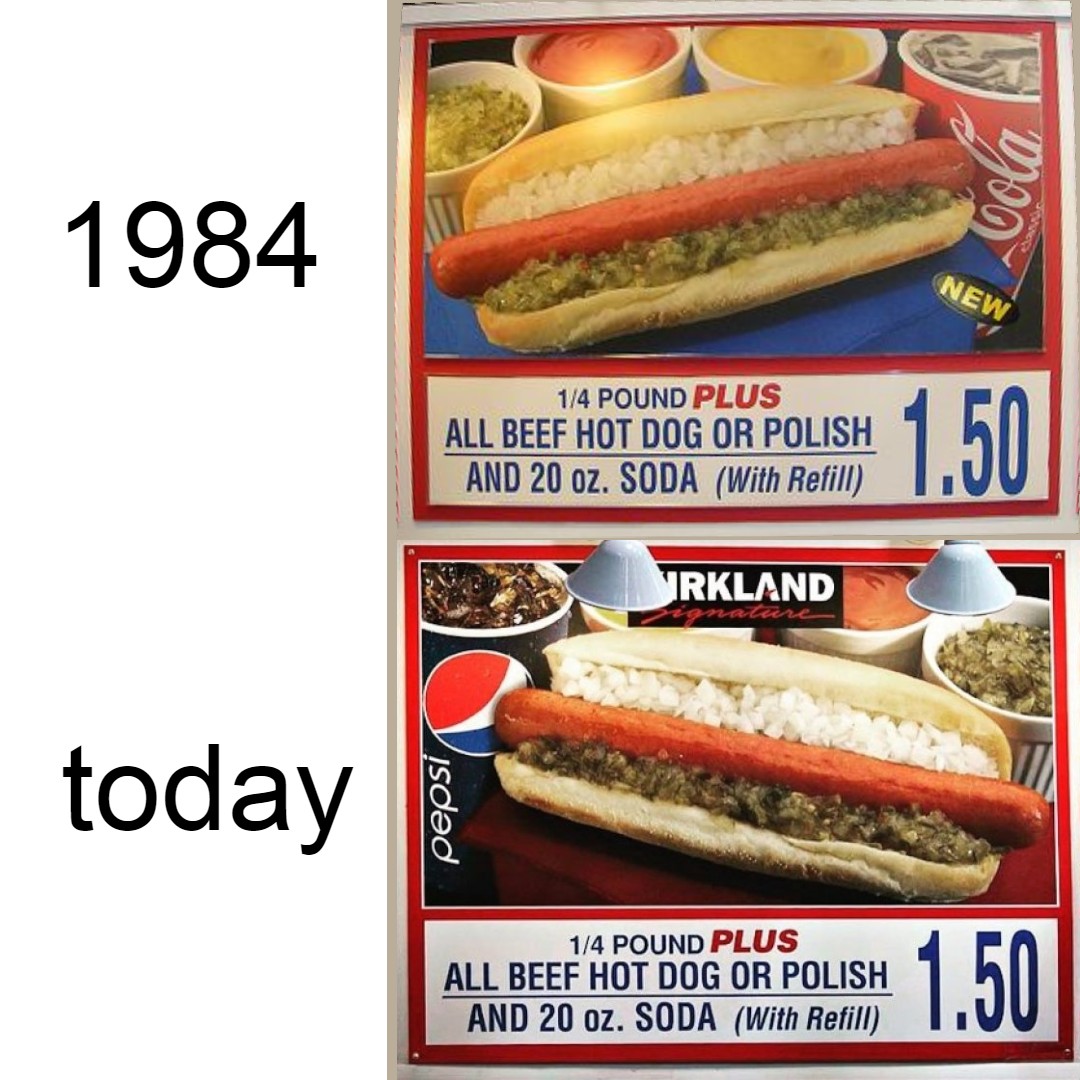 1984
Cola
classic
NEW
1/4 POUND PLUS
ALL BEEF HOT DOG OR POLISH
AND 20 oz. SODA (With Refill)
1.50
today
IRKLAND
Signature
pepsi
1/4 POUND PLUS
ALL BEEF HOT DOG OR POLISH
AND 20 oz. SODA (With Refill)
1.50